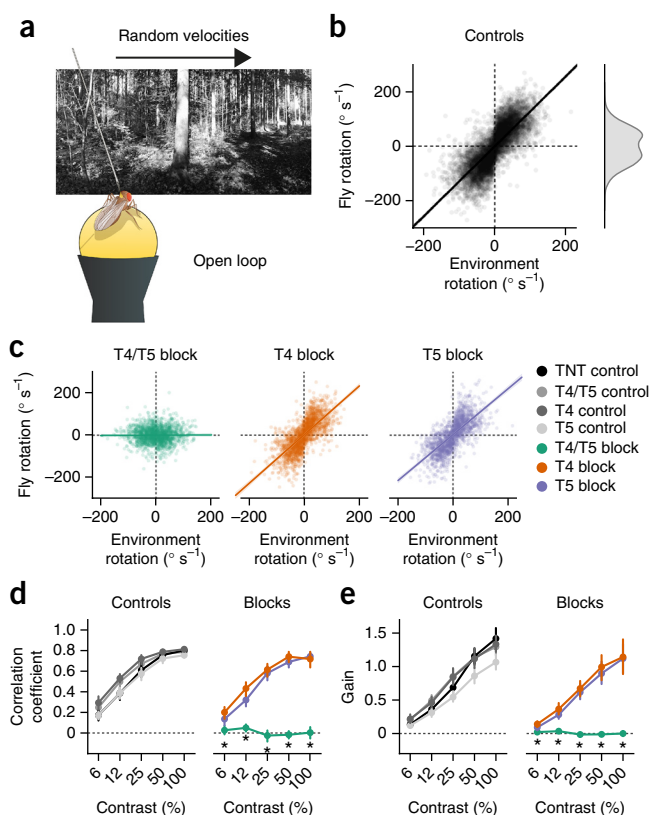 a
Random velocities
Open loop
b
Controls
Fly rotation (° s⁻¹)
200
0
−200
−200 0 200
Environment
rotation (° s⁻¹)
c
T4/T5 block
T4 block
T5 block
Fly rotation (° s⁻¹)
200
0
−200
−200 0 200
Environment
rotation (° s⁻¹)
−200 0 200
Environment
rotation (° s⁻¹)
−200 0 200
Environment
rotation (° s⁻¹)
TNT control
T4/T5 control
T4 control
T5 control
T4/T5 block
T4 block
T5 block
d
Controls
Blocks
Correlation
coefficient
1.0
0.8
0.6
0.4
0.2
0
6 12 25 50 100
Contrast (%)
* * * * *
6 12 25 50 100
Contrast (%)
e
Controls
Blocks
Gain
1.5
1.0
0.5
0
6 12 25 50 100
Contrast (%)
* * * * *
6 12 25 50 100
Contrast (%)